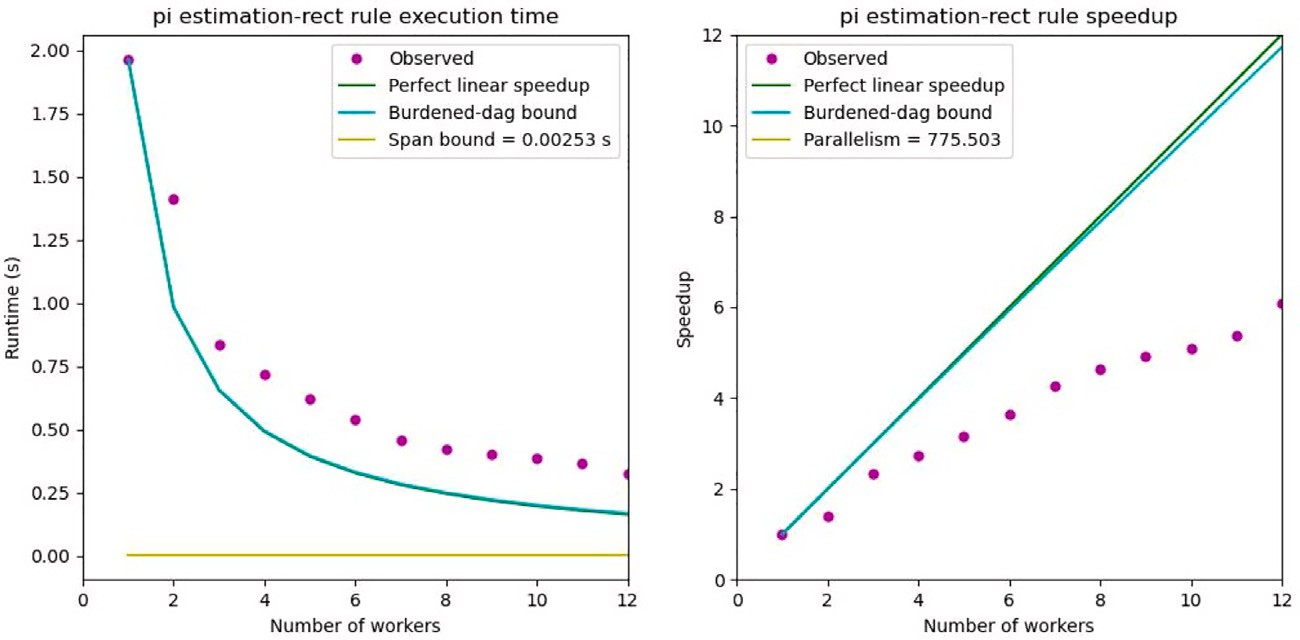 pi estimation-rect rule execution time
2.00
1.75
1.50
1.25
1.00
0.75
0.50
0.25
0.00
Runtime (s)
Observed
Perfect linear speedup
Burdened-dag bound
Span bound = 0.00253 s
0 2 4 6 8 10 12
Number of workers
pi estimation-rect rule speedup
12
10
8
6
4
2
0
Speedup
Observed
Perfect linear speedup
Burdened-dag bound
Parallelism = 775.503
0 2 4 6 8 10 12
Number of workers